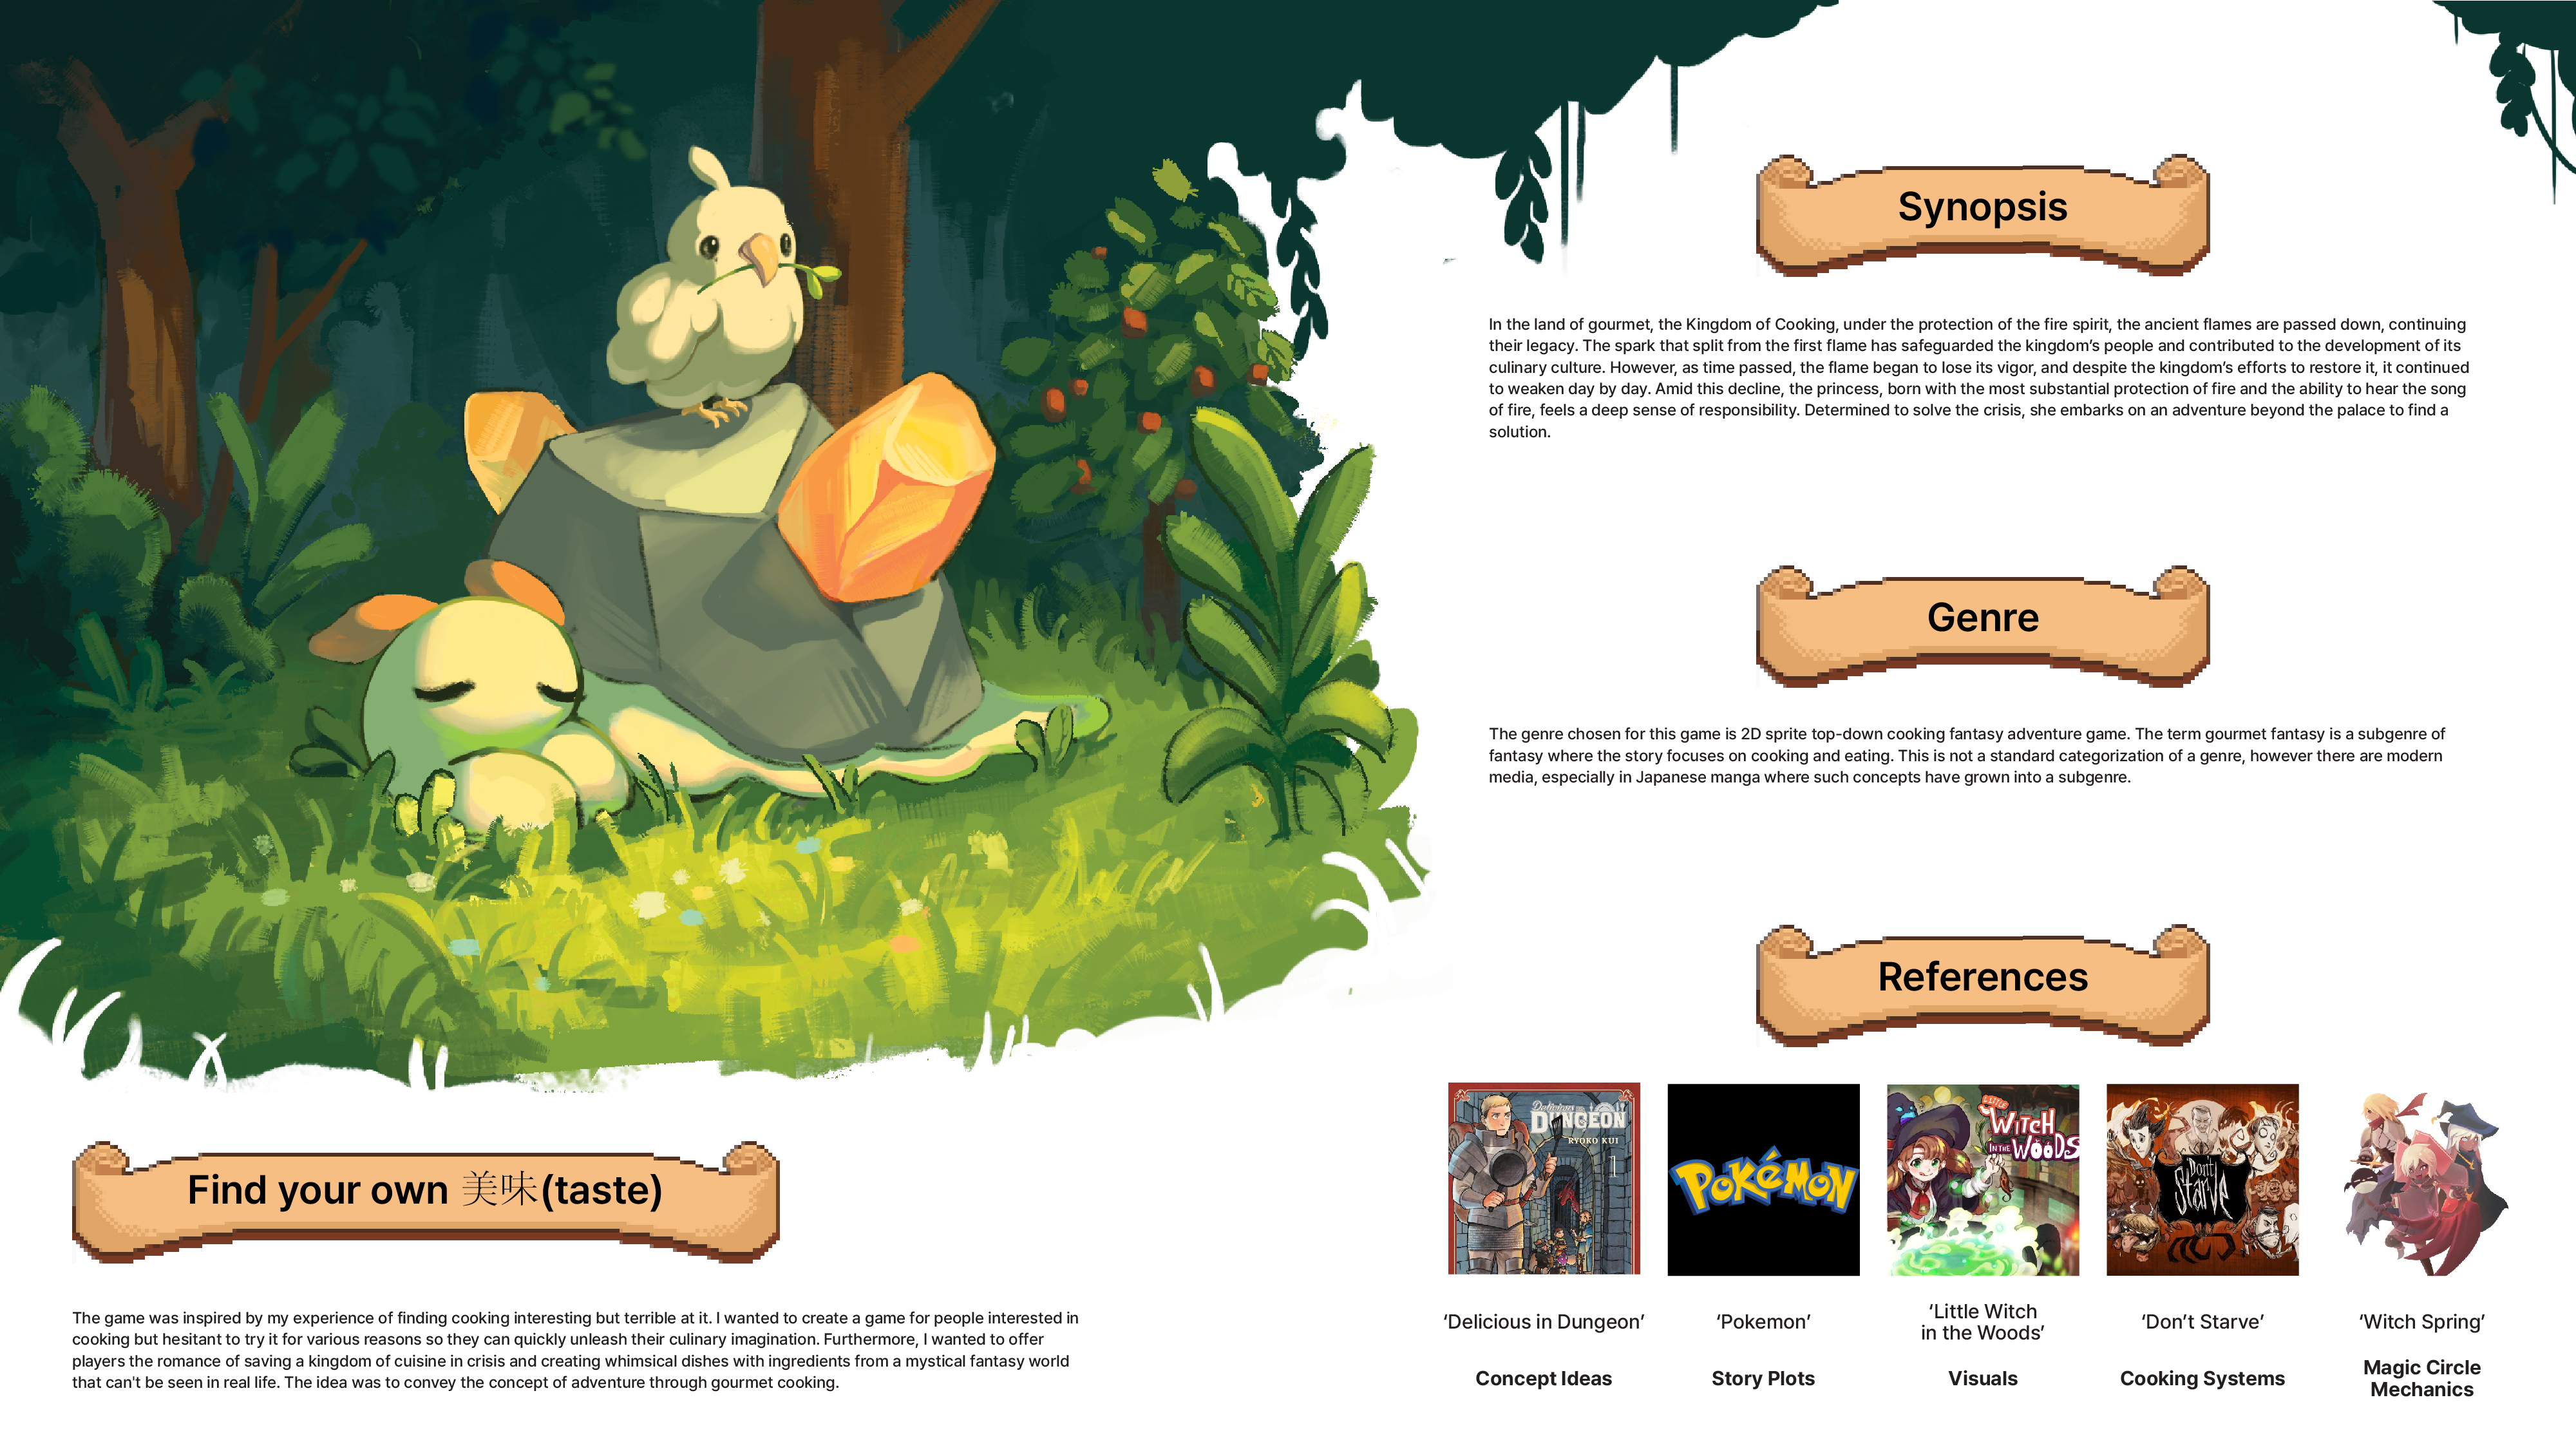 Find your own 美味(taste)
The game was inspired by my experience of finding cooking interesting but terrible at it. I wanted to create a game for people interested in
cooking but hesitant to try it for various reasons so they can quickly unleash their culinary imagination. Furthermore, I wanted to offer
players the romance of saving a kingdom of cuisine in crisis and creating whimsical dishes with ingredients from a mystical fantasy world
that can't be seen in real life. The idea was to convey the concept of adventure through gourmet cooking.
Synopsis
In the land of gourmet, the Kingdom of Cooking, under the protection of the fire spirit, the ancient flames are passed down, continuing
their legacy. The spark that split from the first flame has safeguarded the kingdom’s people and contributed to the development of its
culinary culture. However, as time passed, the flame began to lose its vigor, and despite the kingdom’s efforts to restore it, it continued
to weaken day by day. Amid this decline, the princess, born with the most substantial protection of fire and the ability to hear the song
of fire, feels a deep sense of responsibility. Determined to solve the crisis, she embarks on an adventure beyond the palace to find a
solution.
Genre
The genre chosen for this game is 2D sprite top-down cooking fantasy adventure game. The term gourmet fantasy is a subgenre of
fantasy where the story focuses on cooking and eating. This is not a standard categorization of a genre, however there are modern
media, especially in Japanese manga where such concepts have grown into a subgenre.
References
Delicious in
DUNGEON
RYOKO KUI
1
POKéMON
LITTLE
WITCH
IN THE WOODS
Don't
Starve
‘Delicious in Dungeon’
Concept Ideas
‘Pokemon’
Story Plots
‘Little Witch
in the Woods’
Visuals
‘Don’t Starve’
Cooking Systems
‘Witch Spring’
Magic Circle
Mechanics